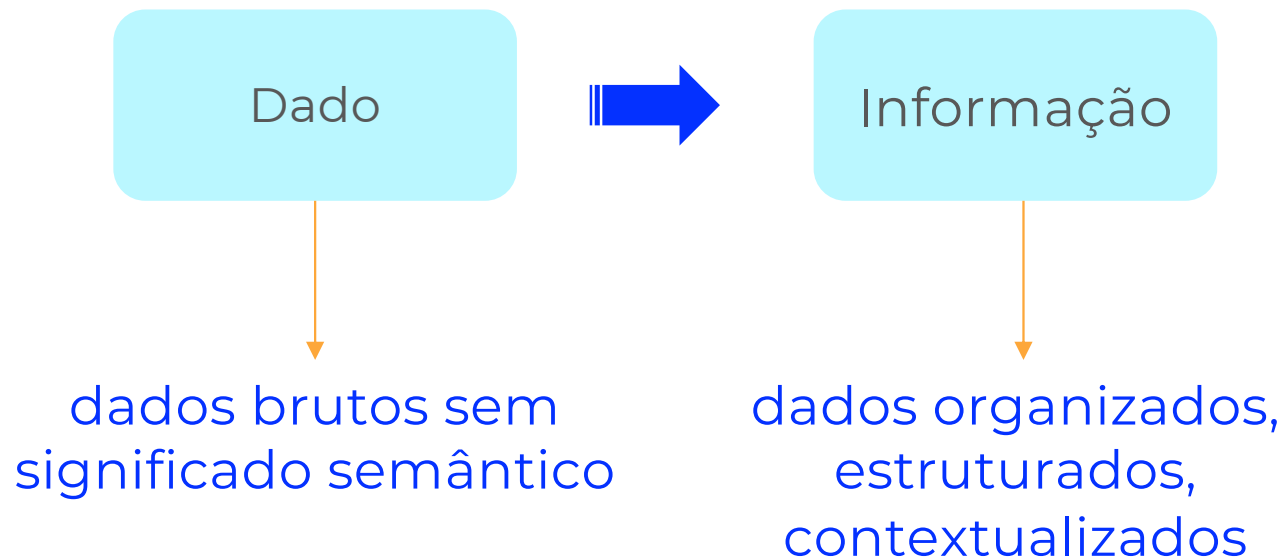 Dado
Informação
dados brutos sem
significado semântico
dados organizados,
estruturados,
contextualizados